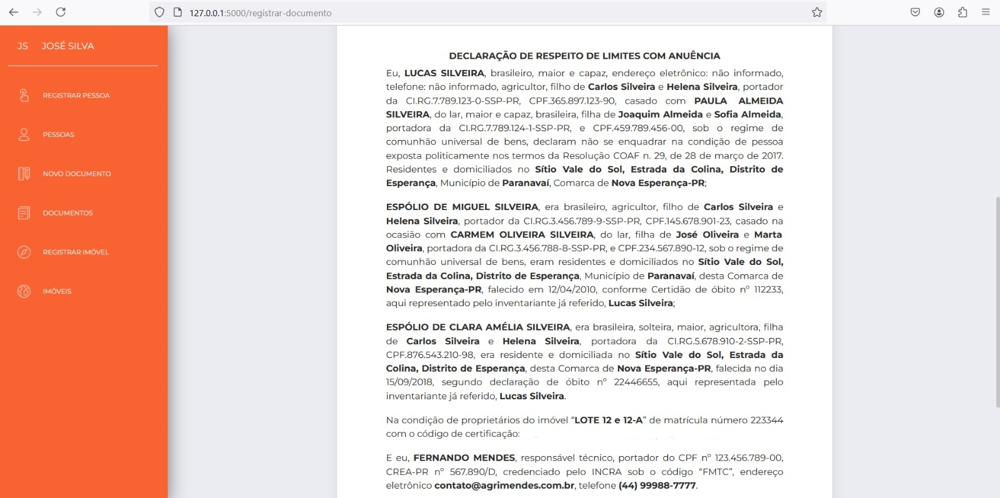 127.0.0.1:5000/registrar-documento
JS JOSÉ SILVA
REGISTRAR PESSOA
PESSOAS
NOVO DOCUMENTO
DOCUMENTOS
REGISTRAR IMÓVEL
IMÓVEIS
DECLARAÇÃO DE RESPEITO DE LIMITES COM ANUÊNCIA
Eu, LUCAS SILVEIRA, brasileiro, maior e capaz, endereço eletrônico: não informado,
telefone: não informado, agricultor, filho de Carlos Silveira e Helena Silveira, portador
da CI.RG.7.789.123-0-SSP-PR, CPF.365.897.123-90, casado com PAULA ALMEIDA
SILVEIRA, do lar, maior e capaz, brasileira, filha de Joaquim Almeida e Sofia Almeida,
portadora da CI.RG.7.789.124-1-SSP-PR, e CPF.459.789.456-00, sob o regime de
comunhão universal de bens, declaram não se enquadrar na condição de pessoa
exposta politicamente nos termos da Resolução COAF n. 29, de 28 de março de 2017.
Residentes e domiciliados no Sítio Vale do Sol, Estrada da Colina, Distrito de
Esperança, Município de Paranavaí, Comarca de Nova Esperança-PR;
ESPÓLIO DE MIGUEL SILVEIRA, era brasileiro, agricultor, filho de Carlos Silveira e
Helena Silveira, portador da CI.RG.3.456.789-9-SSP-PR, CPF.145.678.901-23, casado na
ocasião com CARMEM OLIVEIRA SILVEIRA, do lar, filha de José Oliveira e Marta
Oliveira, portadora da CI.RG.3.456.788-8-SSP-PR, e CPF.234.567.890-12, sob o regime de
comunhão universal de bens, eram residentes e domiciliados no Sítio Vale do Sol,
Estrada da Colina, Distrito de Esperança, Município de Paranavaí, desta Comarca de
Nova Esperança-PR, falecido em 12/04/2010, conforme Certidão de óbito nº 112233,
aqui representado pelo inventariante já referido, Lucas Silveira;
ESPÓLIO DE CLARA AMÉLIA SILVEIRA, era brasileira, solteira, maior, agricultora, filha
de Carlos Silveira e Helena Silveira, portadora da CI.RG.5.678.910-2-SSP-PR,
CPF.876.543.210-98, era residente e domiciliada no Sítio Vale do Sol, Estrada da
Colina, Distrito de Esperança, desta Comarca de Nova Esperança-PR, falecida no dia
15/09/2018, segundo declaração de óbito nº 22446655, aqui representada pelo
inventariante já referido, Lucas Silveira.
Na condição de proprietários do imóvel “LOTE 12 e 12-A” de matrícula número 223344
com o código de certificação:
E eu, FERNANDO MENDES, responsável técnico, portador do CPF nº 123.456.789-00,
CREA-PR nº 567.890/D, credenciado pelo INCRA sob o código “FMTC”, endereço
eletrônico contato@agrimendes.com.br, telefone (44) 99988-7777.